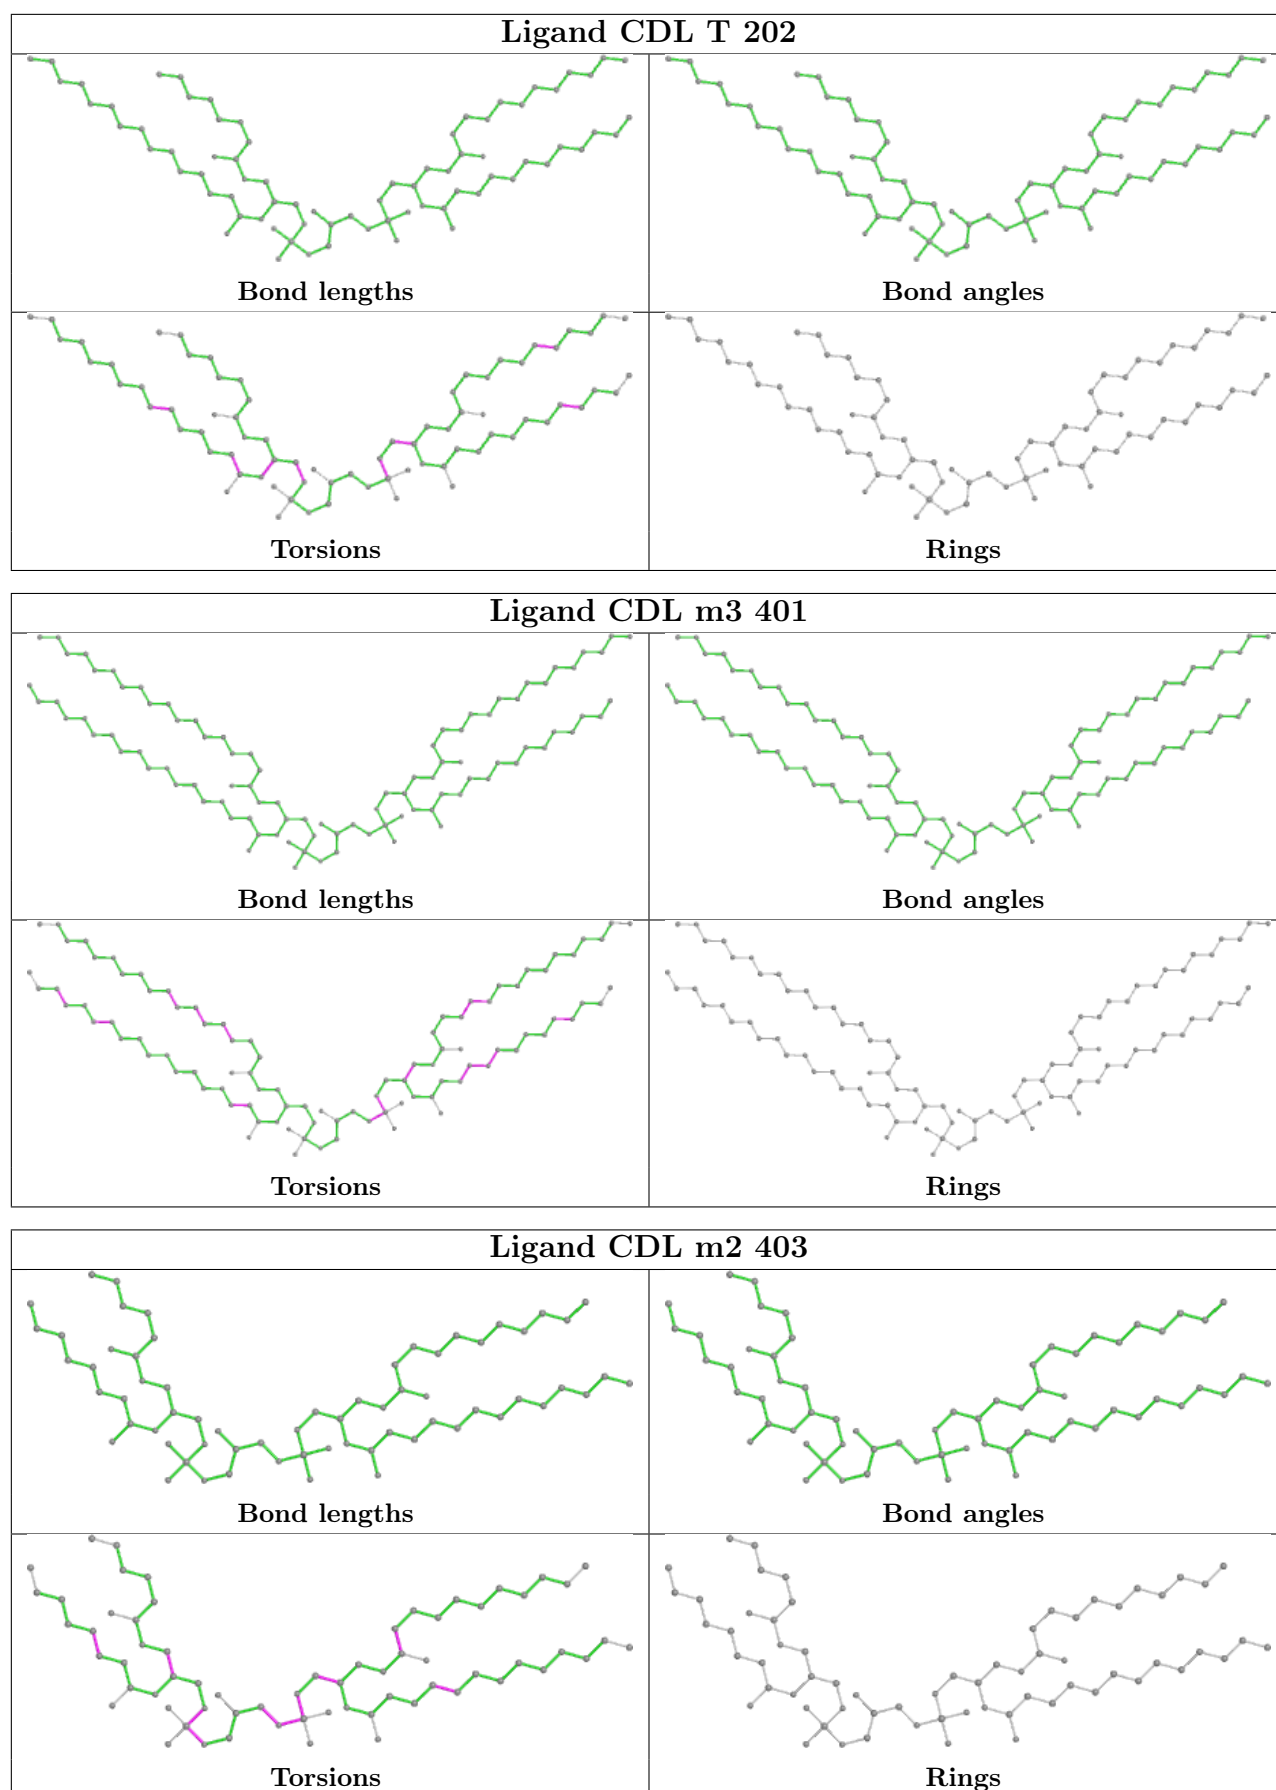 Ligand CDL T 202
Bond lengths
Bond angles
Torsions
Rings
Ligand CDL m3 401
Bond lengths
Bond angles
Torsions
Rings
Ligand CDL m2 403
Bond lengths
Bond angles
Torsions
Rings